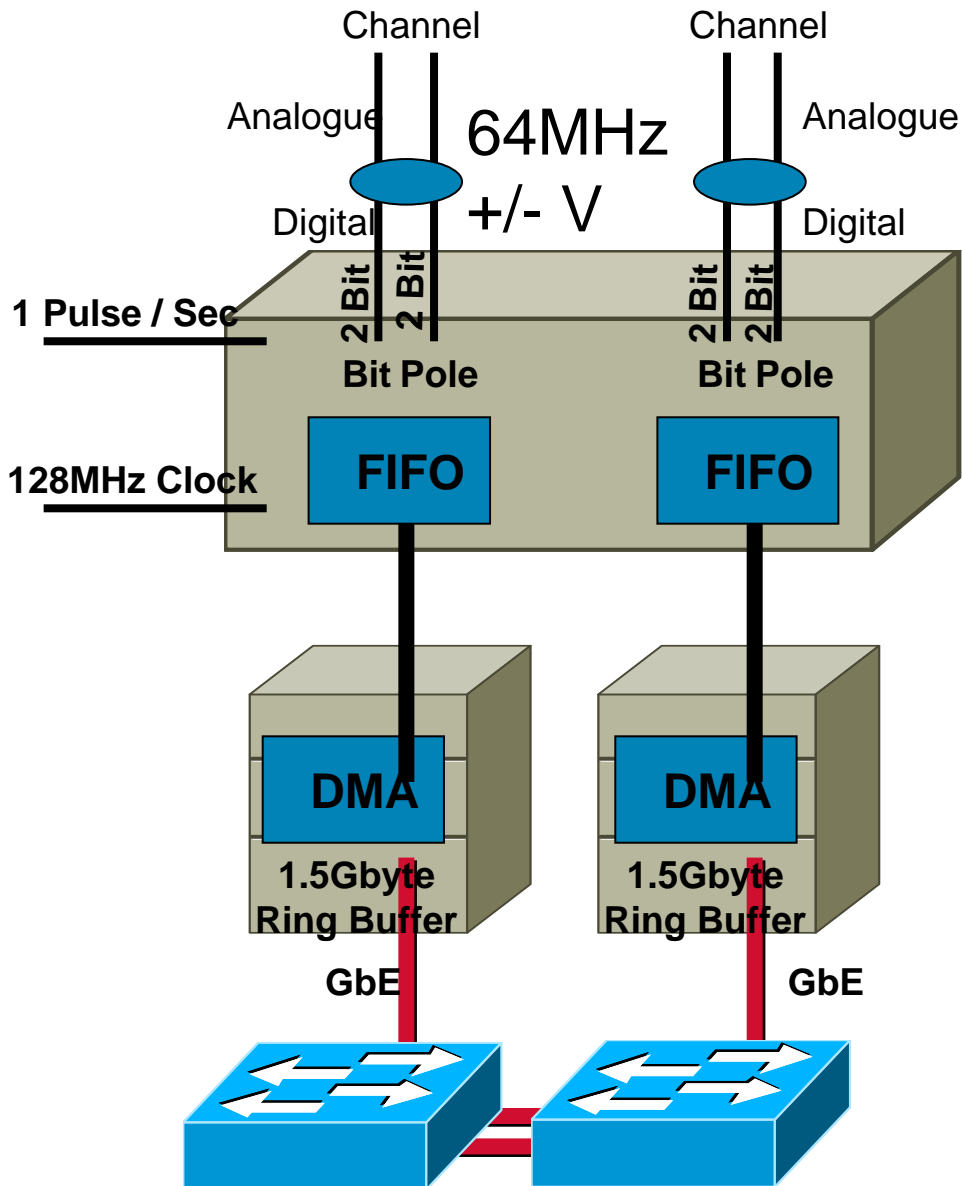 Channel
Channel
Analogue
64MHz
+/- V
Analogue
Digital
Digital
2 Bit
2 Bit
2 Bit
2 Bit
1 Pulse / Sec
Bit Pole
Bit Pole
FIFO
FIFO
128MHz Clock
DMA
DMA
1.5Gbyte
Ring Buffer
1.5Gbyte
Ring Buffer
GbE
GbE